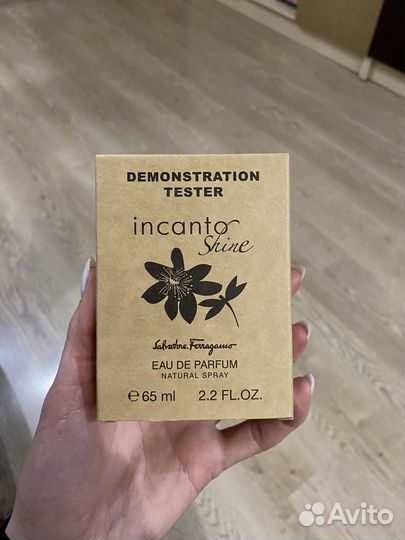 DEMONSTRATION
TESTER
incanto
Shine
Salvatore Ferragamo
EAU DE PARFUM
NATURAL SPRAY
℮ 65 ml 2.2 FL.OZ.
Avito